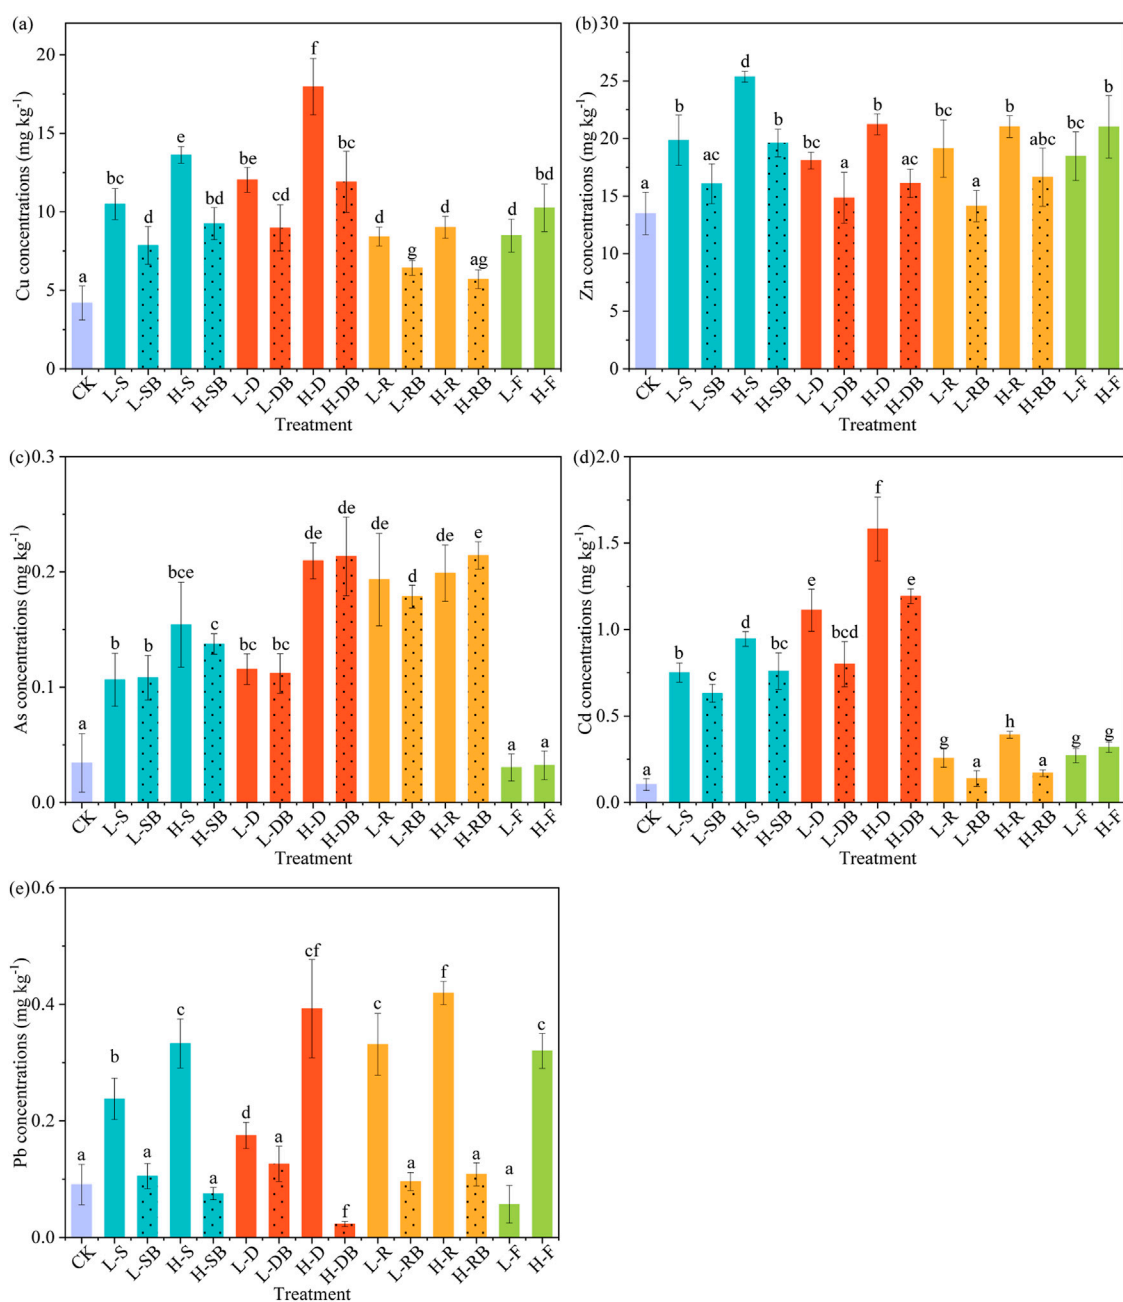 (a)
Cu concentrations (mg kg⁻¹)
20
15
10
5
0
a
bc
d
e
bd
be
cd
f
bc
d
g
d
ag
d
bd
CK
L-S
L-SB
H-S
H-SB
L-D
L-DB
H-D
H-DB
L-R
L-RB
H-R
H-RB
L-F
H-F
Treatment
(b)
Zn concentrations (mg kg⁻¹)
30
25
20
15
10
5
0
a
b
ac
d
b
bc
a
b
ac
bc
a
b
abc
bc
b
CK
L-S
L-SB
H-S
H-SB
L-D
L-DB
H-D
H-DB
L-R
L-RB
H-R
H-RB
L-F
H-F
Treatment
(c)
As concentrations (mg kg⁻¹)
0.3
0.2
0.1
0.0
a
b
b
bce
c
bc
bc
de
de
de
d
de
e
a
a
CK
L-S
L-SB
H-S
H-SB
L-D
L-DB
H-D
H-DB
L-R
L-RB
H-R
H-RB
L-F
H-F
Treatment
(d)
Cd concentrations (mg kg⁻¹)
2.0
1.5
1.0
0.5
0.0
a
b
c
d
bc
e
bcd
f
e
g
a
h
a
g
g
CK
L-S
L-SB
H-S
H-SB
L-D
L-DB
H-D
H-DB
L-R
L-RB
H-R
H-RB
L-F
H-F
Treatment
(e)
Pb concentrations (mg kg⁻¹)
0.6
0.4
0.2
0.0
a
b
a
c
a
d
a
cf
f
c
a
f
a
a
c
CK
L-S
L-SB
H-S
H-SB
L-D
L-DB
H-D
H-DB
L-R
L-RB
H-R
H-RB
L-F
H-F
Treatment